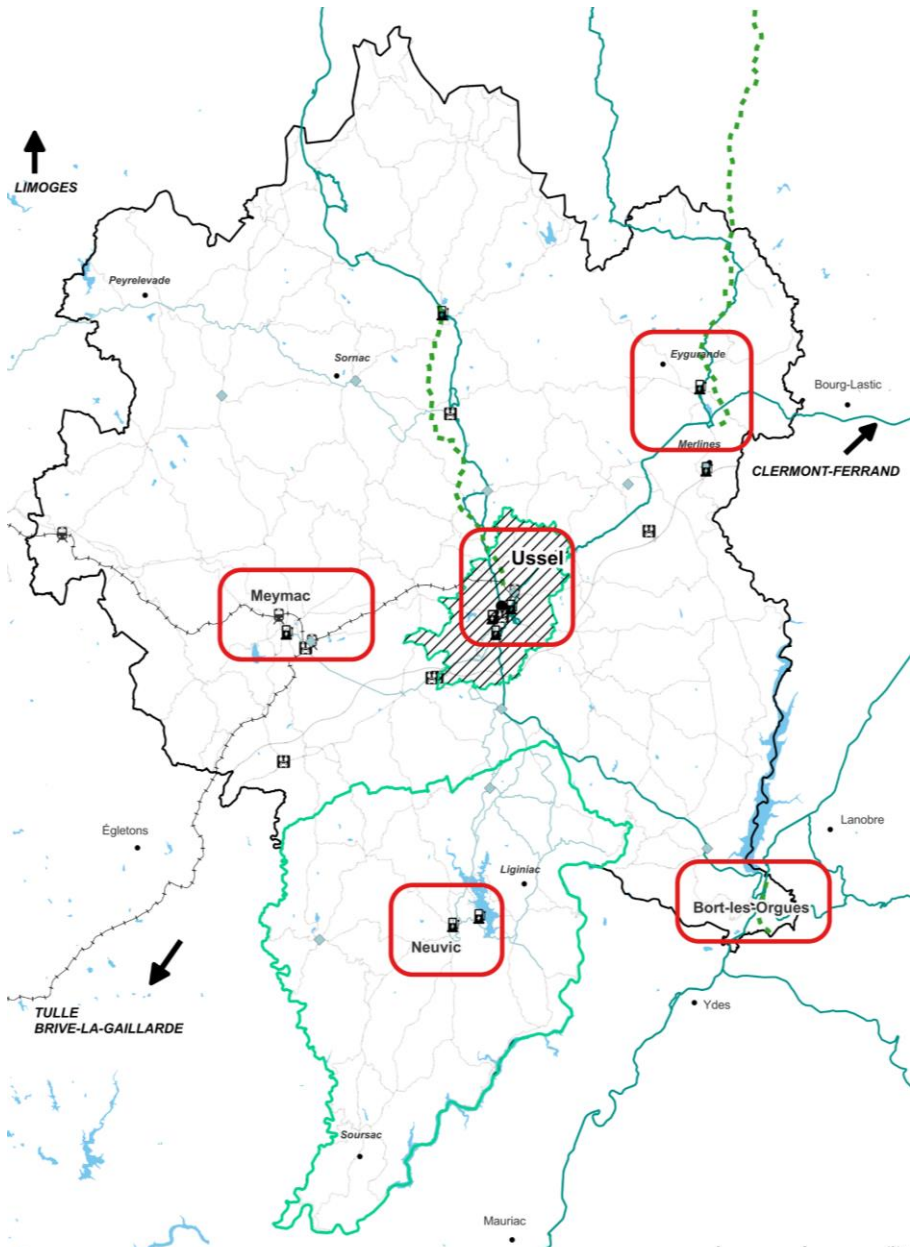 LIMOGES
Peyrelevade
Sornac
Eygurande
Bourg-Lastic
Merlines
CLERMONT-FERRAND
Ussel
Meymac
Égletons
Lanobre
Liginiac
Bort-les-Orgues
Neuvic
Ydes
TULLE
BRIVE-LA-GAILLARDE
Soursac
Mauriac